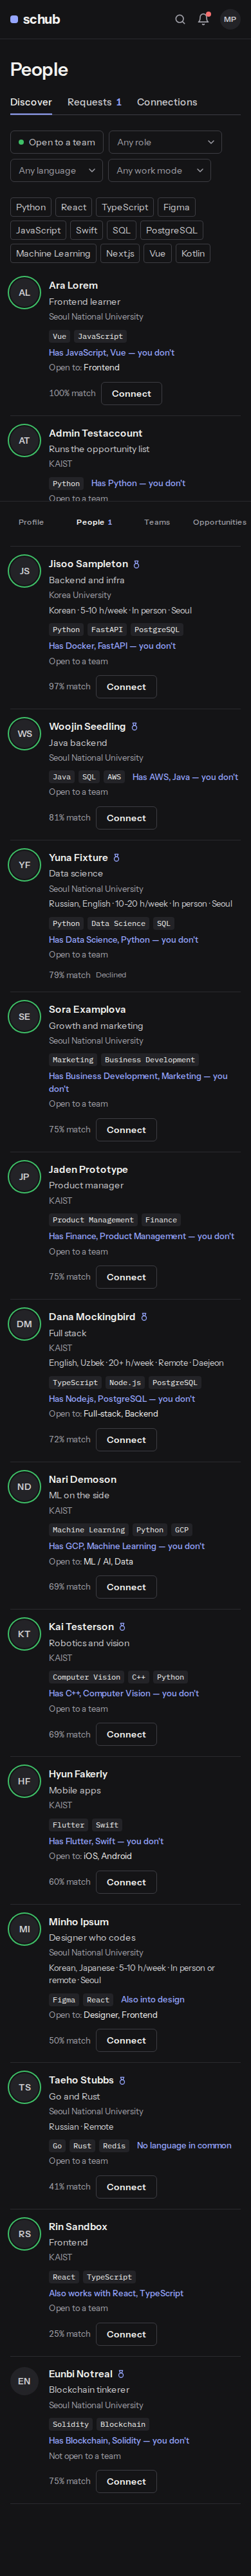 schub
MP
People
Discover Requests 1 Connections
Open to a team Any role
Any language Any work mode
Python React TypeScript Figma
JavaScript Swift SQL PostgreSQL
Machine Learning Next.js Vue Kotlin
AL
Ara Lorem
Frontend learner
Seoul National University
Vue JavaScript
Has JavaScript, Vue — you don't
Open to: Frontend
100% match Connect
AT
Admin Testaccount
Runs the opportunity list
KAIST
Python Has Python — you don't
Open to a team
Profile People 1 Teams Opportunities
JS
Jisoo Sampleton
Backend and infra
Korea University
Korean · 5-10 h/week · In person · Seoul
Python FastAPI PostgreSQL
Has Docker, FastAPI — you don't
Open to a team
97% match Connect
WS
Woojin Seedling
Java backend
Seoul National University
Java SQL AWS Has AWS, Java — you don't
Open to a team
81% match Connect
YF
Yuna Fixture
Data science
Seoul National University
Russian, English · 10-20 h/week · In person · Seoul
Python Data Science SQL
Has Data Science, Python — you don't
Open to a team
79% match Declined
SE
Sora Examplova
Growth and marketing
Seoul National University
Marketing Business Development
Has Business Development, Marketing — you
don't
Open to a team
75% match Connect
JP
Jaden Prototype
Product manager
KAIST
Product Management Finance
Has Finance, Product Management — you don't
Open to a team
75% match Connect
DM
Dana Mockingbird
Full stack
KAIST
English, Uzbek · 20+ h/week · Remote · Daejeon
TypeScript Node.js PostgreSQL
Has Node.js, PostgreSQL — you don't
Open to: Full-stack, Backend
72% match Connect
ND
Nari Demoson
ML on the side
KAIST
Machine Learning Python GCP
Has GCP, Machine Learning — you don't
Open to: ML / AI, Data
69% match Connect
KT
Kai Testerson
Robotics and vision
KAIST
Computer Vision C++ Python
Has C++, Computer Vision — you don't
Open to a team
69% match Connect
HF
Hyun Fakerly
Mobile apps
KAIST
Flutter Swift
Has Flutter, Swift — you don't
Open to: iOS, Android
60% match Connect
MI
Minho Ipsum
Designer who codes
Seoul National University
Korean, Japanese · 5-10 h/week · In person or
remote · Seoul
Figma React Also into design
Open to: Designer, Frontend
50% match Connect
TS
Taeho Stubbs
Go and Rust
Seoul National University
Russian · Remote
Go Rust Redis No language in common
Open to a team
41% match Connect
RS
Rin Sandbox
Frontend
KAIST
React TypeScript
Also works with React, TypeScript
Open to a team
25% match Connect
EN
Eunbi Notreal
Blockchain tinkerer
Seoul National University
Solidity Blockchain
Has Blockchain, Solidity — you don't
Not open to a team
75% match Connect